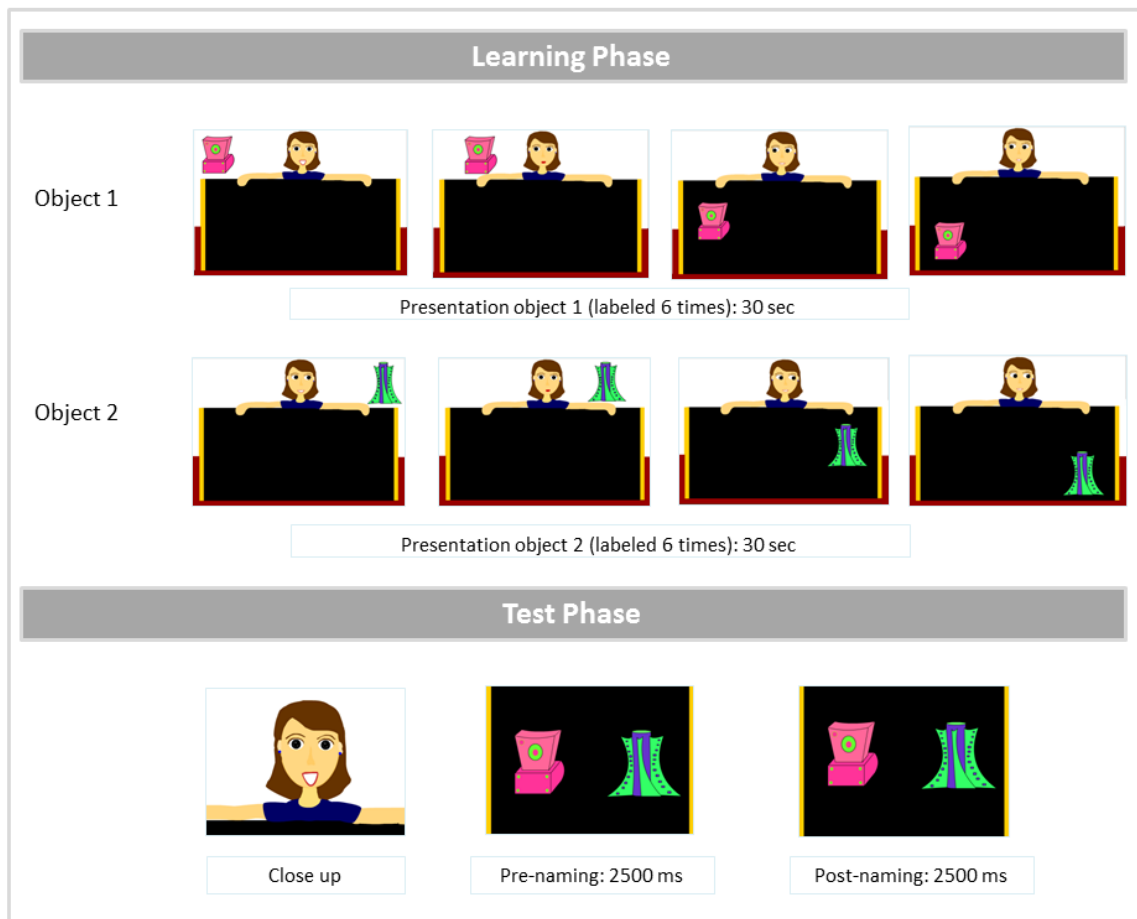 Learning Phase
Object 1
Presentation object 1 (labeled 6 times): 30 sec
Object 2
Presentation object 2 (labeled 6 times): 30 sec
Test Phase
Close up
Pre-naming: 2500 ms
Post-naming: 2500 ms